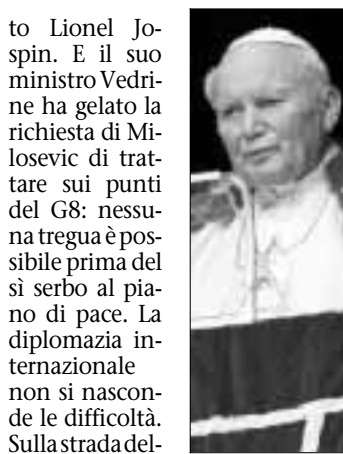 to Lionel Jo-
spin. E il suo
ministro Vedri-
ne ha gelato la
richiesta di Mi-
losevic di trat-
tare sui punti
del G8: nessu-
na tregua è pos-
sibile prima del
sì serbo al pia-
no di pace. La
diplomazia in-
ternazionale
non si nascon-
de le difficoltà.
Sulla strada del-